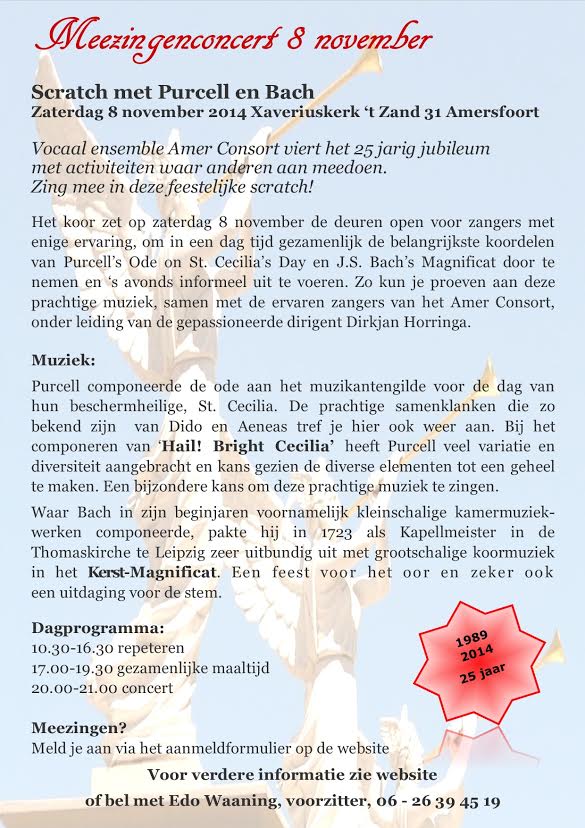 Meezingenconcert 8 november
Scratch met Purcell en Bach
Zaterdag 8 november 2014 Xaveriuskerk ‘t Zand 31 Amersfoort
Vocaal ensemble Amer Consort viert het 25 jarig jubileum
met activiteiten waar anderen aan meedoen.
Zing mee in deze feestelijke scratch!
Het koor zet op zaterdag 8 november de deuren open voor zangers met
enige ervaring, om in een dag tijd gezamenlijk de belangrijkste koordelen
van Purcell’s Ode on St. Cecilia’s Day en J.S. Bach’s Magnificat door te
nemen en ‘s avonds informeel uit te voeren. Zo kun je proeven aan deze
prachtige muziek, samen met de ervaren zangers van het Amer Consort,
onder leiding van de gepassioneerde dirigent Dirkjan Horringa.
Muziek:
Purcell componeerde de ode aan het muzikantengilde voor de dag van
hun beschermheilige, St. Cecilia. De prachtige samenklanken die zo
bekend zijn van Dido en Aeneas tref je hier ook weer aan. Bij het
componeren van ‘Hail! Bright Cecilia’ heeft Purcell veel variatie en
diversiteit aangebracht en kans gezien de diverse elementen tot een geheel
te maken. Een bijzondere kans om deze prachtige muziek te zingen.
Waar Bach in zijn beginjaren voornamelijk kleinschalige kamermuziek-
werken componeerde, pakte hij in 1723 als Kapellmeister in de
Thomaskirche te Leipzig zeer uitbundig uit met grootschalige koormuziek
in het Kerst-Magnificat. Een feest voor het oor en zeker ook
een uitdaging voor de stem.
Dagprogramma:
10.30-16.30 repeteren
17.00-19.30 gezamenlijke maaltijd
20.00-21.00 concert
1989
2014
25 jaar
Meezingen?
Meld je aan via het aanmeldformulier op de website
Voor verdere informatie zie website
of bel met Edo Waaning, voorzitter, 06 - 26 39 45 19